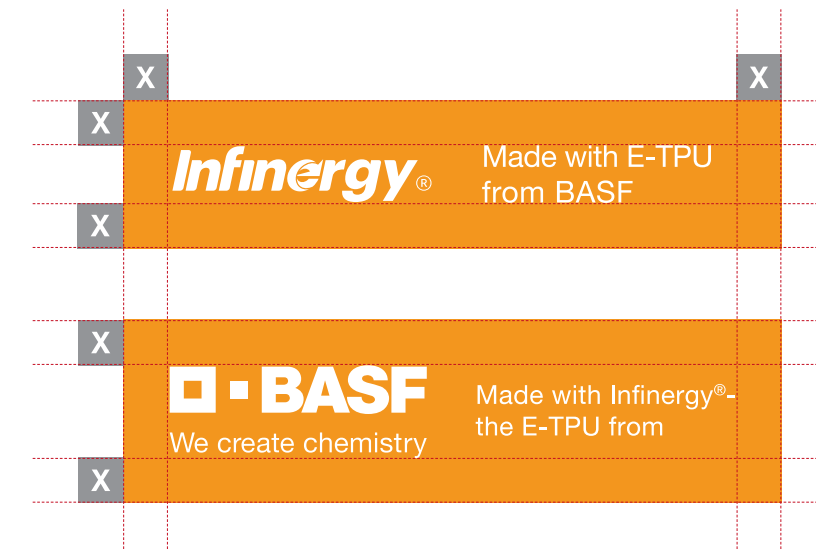 X X
X
Infinergy® Made with E-TPU
from BASF
X
X
BASF Made with Infinergy®-
the E-TPU from
We create chemistry
X